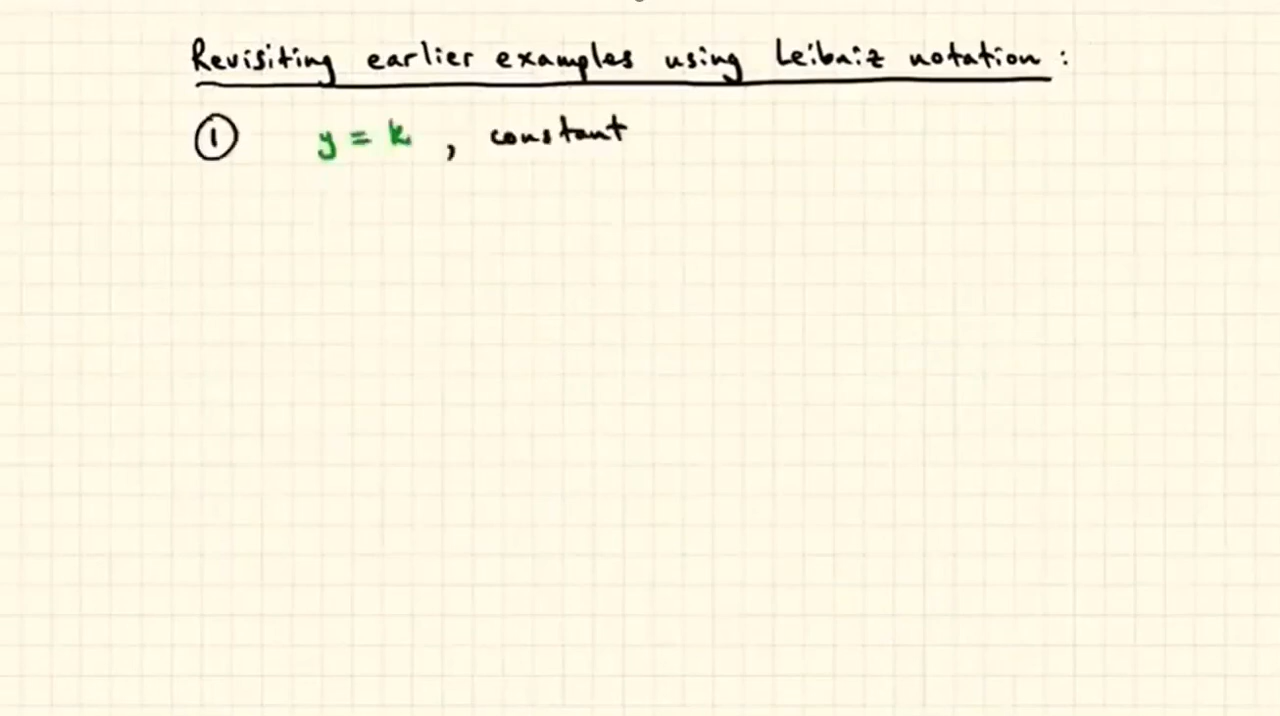 Revisiting earlier examples using Leibniz notation :
① y = k , constant